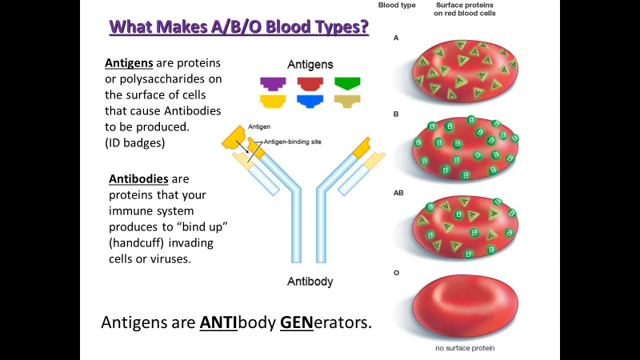 What Makes A/B/O Blood Types?
Antigens are proteins
or polysaccharides on
the surface of cells
that cause Antibodies
to be produced.
(ID badges)
Antibodies are
proteins that your
immune system
produces to “bind up”
(handcuff) invading
cells or viruses.
Antigens
Antigen
Antigen-binding site
Antibody
Antigens are ANTIbody GENerators.
Blood type
Surface proteins
on red blood cells
A
B
AB
O
no surface protein